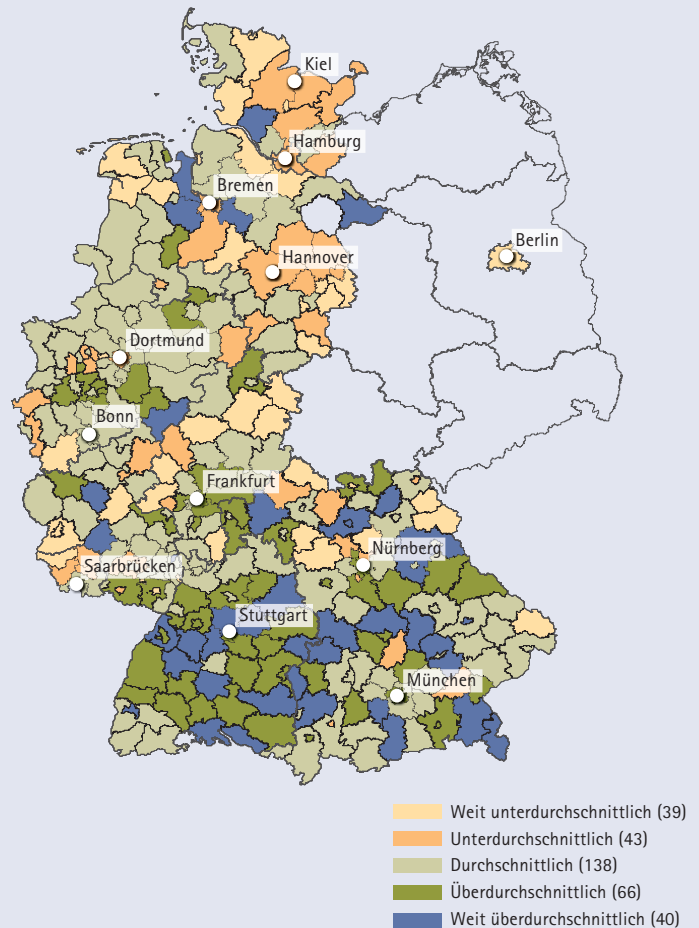 Kiel
Hamburg
Bremen
Berlin
Hannover
Dortmund
Bonn
Frankfurt
Nürnberg
Saarbrücken
Stuttgart
München
Weit unterdurchschnittlich (39)
Unterdurchschnittlich (43)
Durchschnittlich (138)
Überdurchschnittlich (66)
Weit überdurchschnittlich (40)